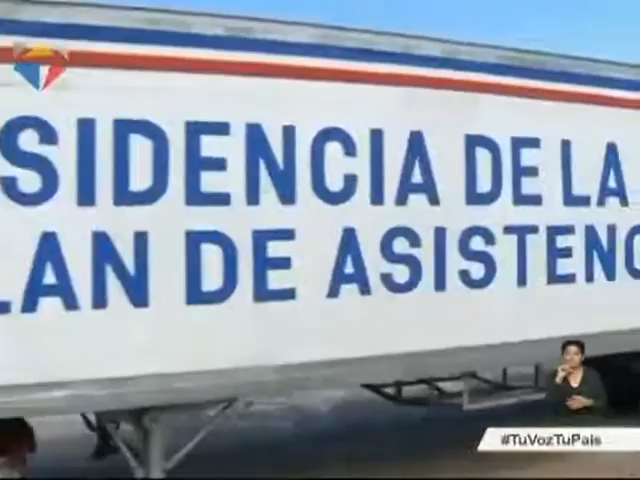 SIDENCIA DE LA
LAN DE ASISTENC
#TuVozTuPaís